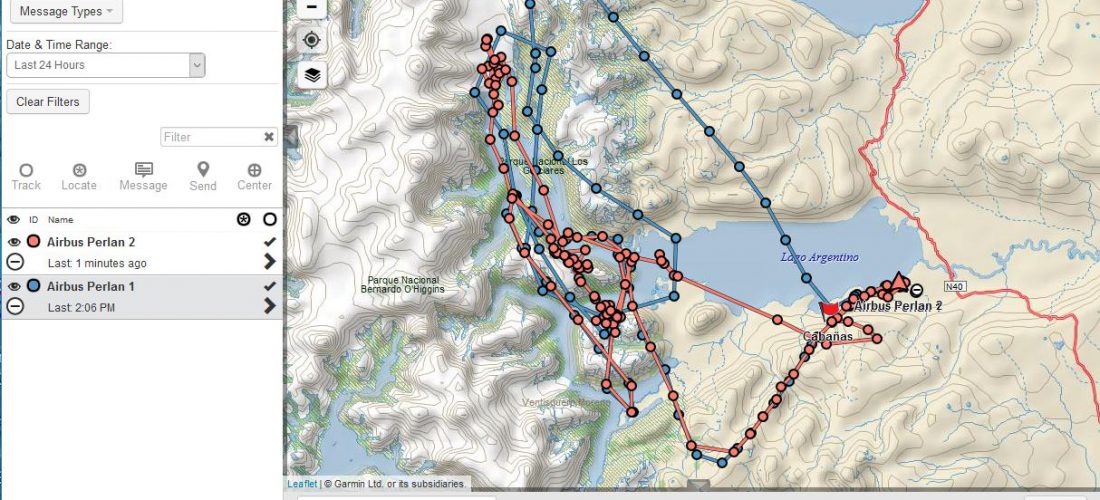 Message Types
Date & Time Range:
Last 24 Hours
Clear Filters
Filter
Track
Locate
Message
Send
Center
ID Name
Airbus Perlan 2
Last: 1 minutes ago
Airbus Perlan 1
Last: 2:06 PM
Parque Nacional Los
Glaciares
Parque Nacional
Bernardo O'Higgins
Lago Argentino
N40
Airbus Perlan 2
Cabañas
Leaflet | © Garmin Ltd. or its subsidiaries.